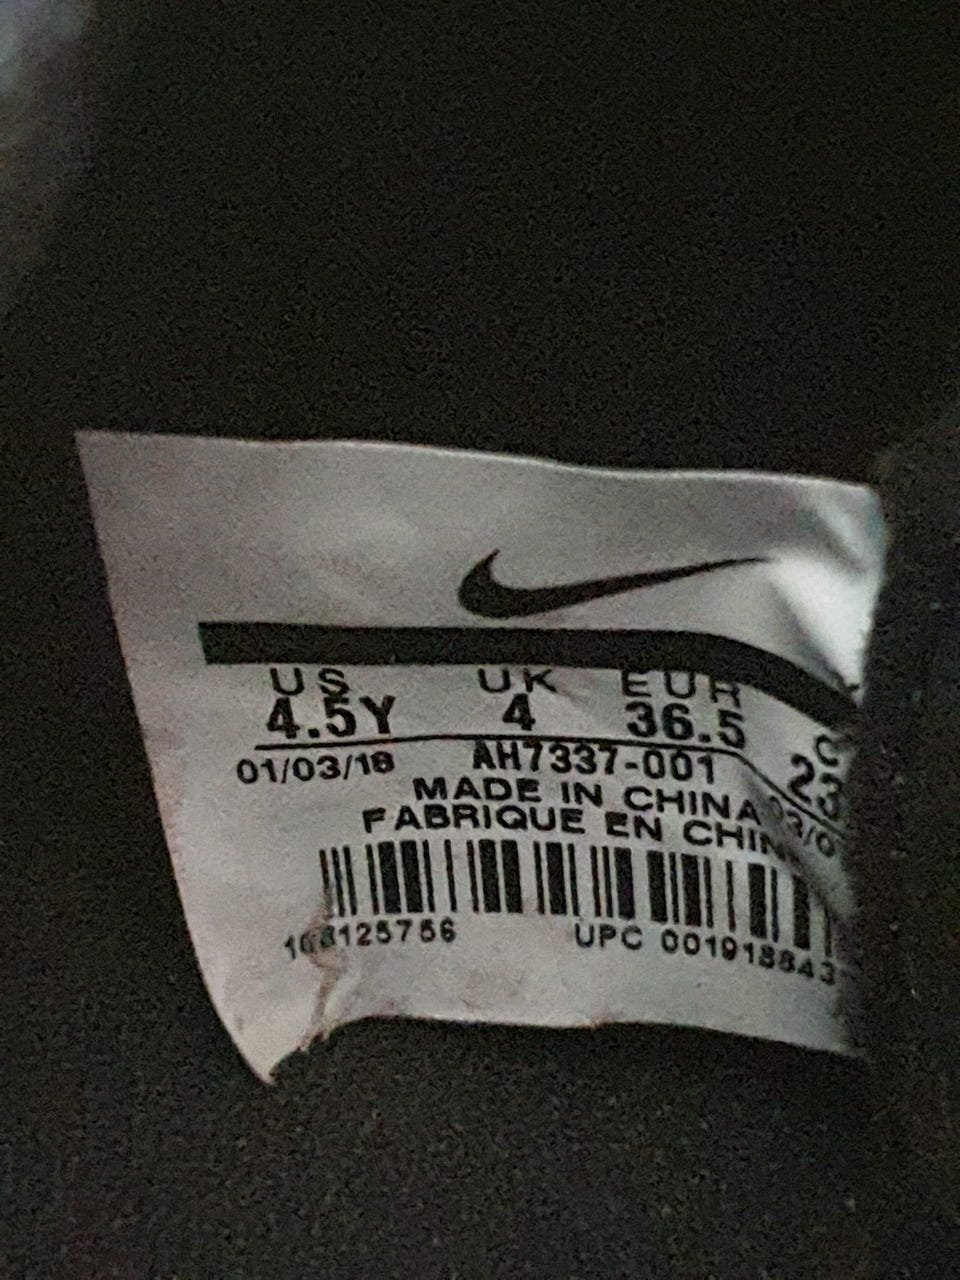 US UK EUR
4.5Y 4 36.5 23
01/03/18 AH7337-001
MADE IN CHINA
FABRIQUE EN
UPC